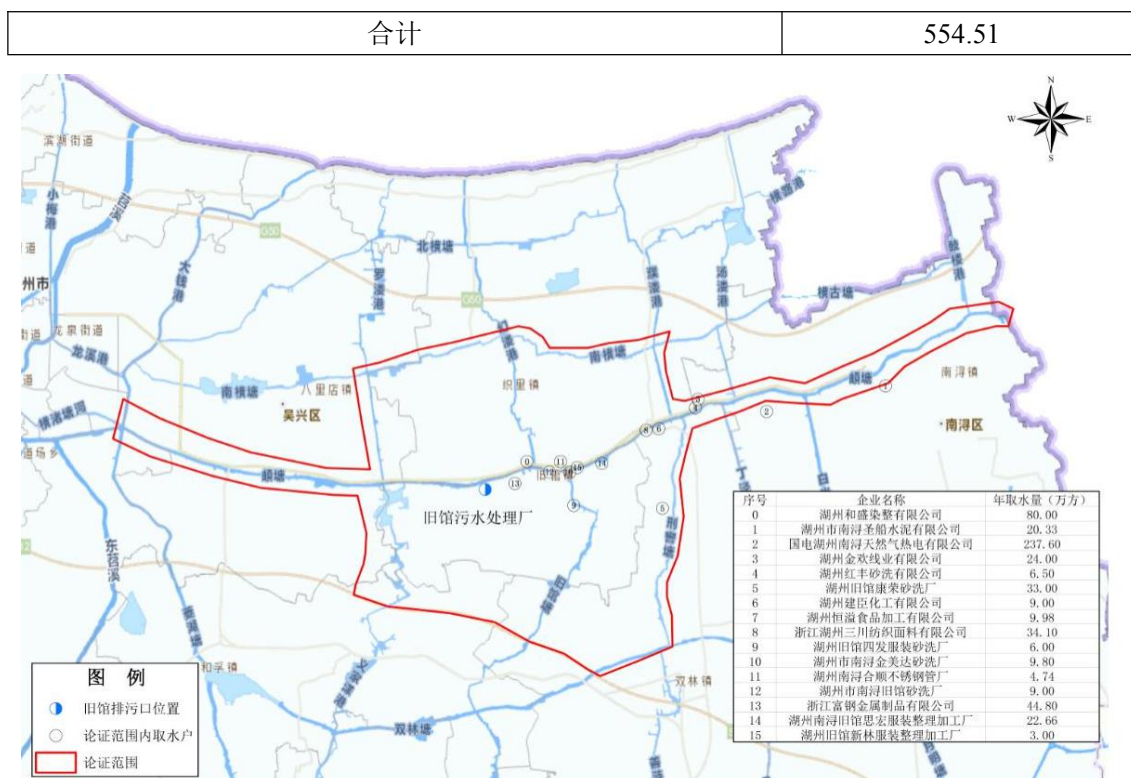 合计 554.51
N
W E
S
滨湖街道
小梅港
大钱港
G50
北横塘
罗溇港
幻溇港
G50
濮溇港
汤溇港
横路港
鼓楼港
横古塘
州市
龙泉街道
龙溪港
南横塘
八里店镇
吴兴区
织里镇
南横塘
頔塘
南浔镇
南浔区
横渚塘河
道场乡
頔塘
旧馆镇
旧馆污水处理厂
东苕溪
和孚镇
双林塘
双林镇
0
1
2
3
4
5
6
8
9
11
13
14
15
序号 企业名称 年取水量（万方）
0 湖州和盛染整有限公司 80.00
1 湖州市南浔圣船水泥有限公司 20.33
2 国电湖州南浔天然气热电有限公司 237.60
3 湖州金欢线业有限公司 24.00
4 湖州红丰砂洗有限公司 6.50
5 湖州旧馆康荣砂洗厂 33.00
6 湖州建臣化工有限公司 9.00
7 湖州恒溢食品加工有限公司 9.98
8 浙江湖州三川纺织面料有限公司 34.10
9 湖州旧馆四发服装砂洗厂 6.00
10 湖州市南浔金美达砂洗厂 9.80
11 湖州南浔合顺不锈钢管厂 4.74
12 湖州市南浔旧馆砂洗厂 9.00
13 浙江富钢金属制品有限公司 44.80
14 湖州南浔旧馆思宏服装整理加工厂 22.66
15 湖州旧馆新林服装整理加工厂 3.00
图 例
旧馆排污口位置
论证范围内取水户
论证范围